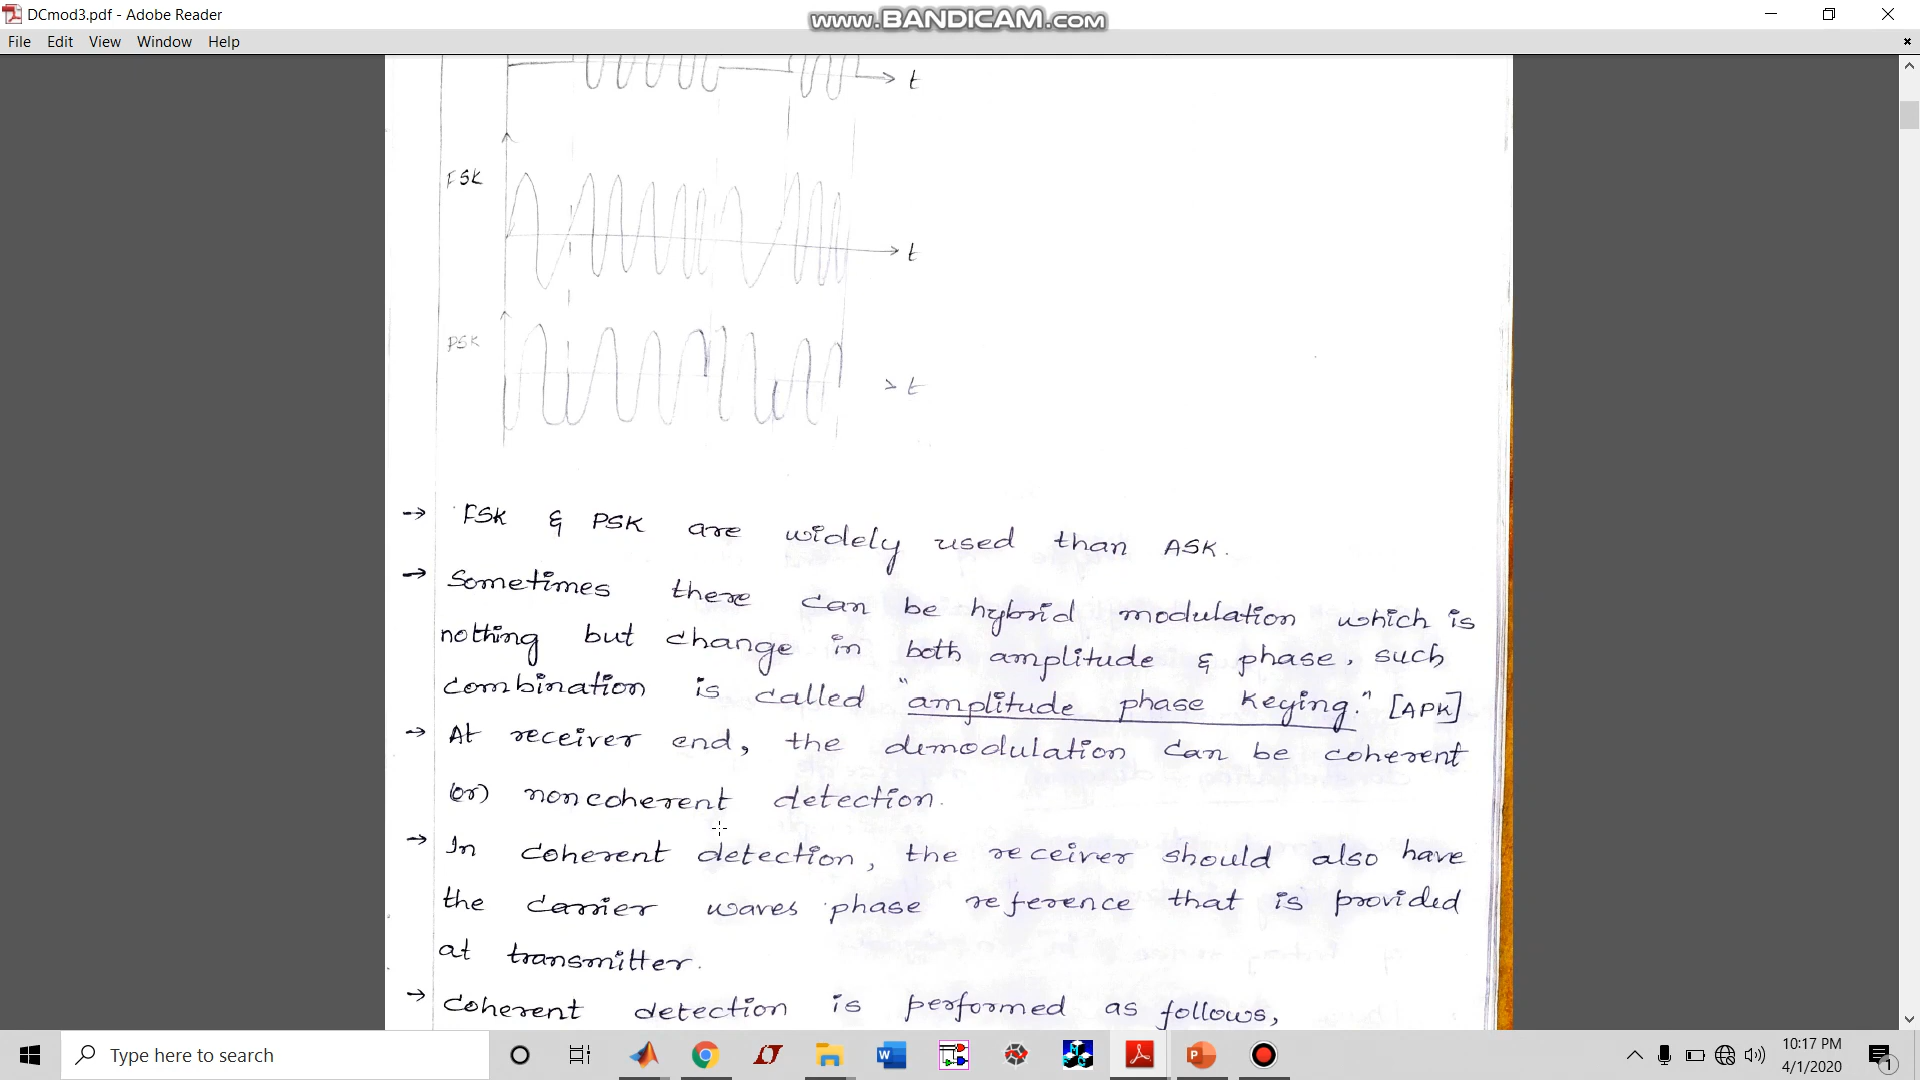 DCmod3.pdf - Adobe Reader
www.BANDICAM.com
File Edit View Window Help
t
FSK
t
PSK
t
→ FSK & PSK are widely used than ASK.
→ Sometimes there can be hybrid modulation which is
nothing but change in both amplitude & phase, such
combination is called "amplitude phase keying." [APK]
→ At receiver end, the demodulation can be coherent
(or) noncoherent detection.
→ In coherent detection, the receiver should also have
the carrier waves phase reference that is provided
at transmitter.
→ Coherent detection is performed as follows,
Type here to search
10:17 PM
4/1/2020
1